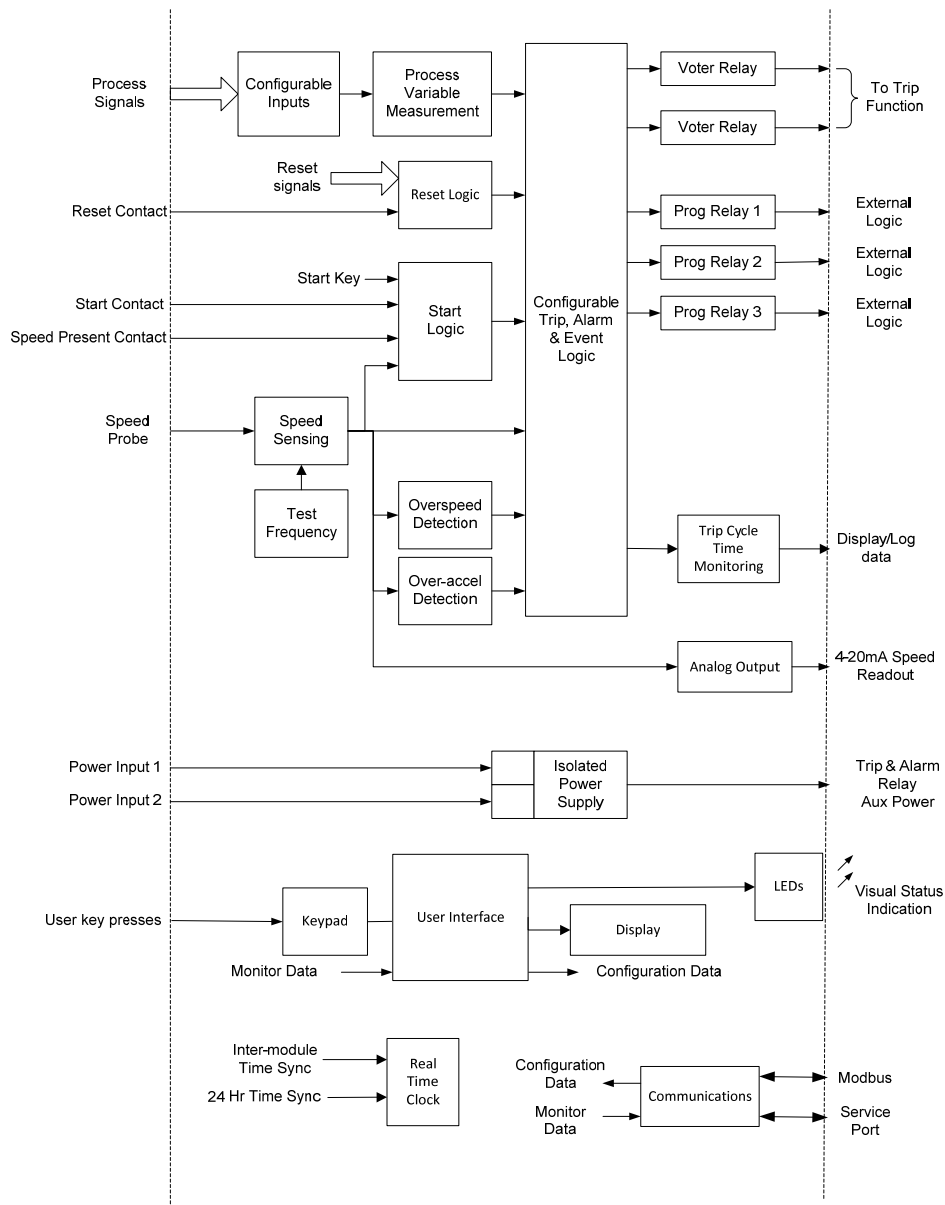 Process
Signals
Configurable
Inputs
Process
Variable
Measurement
Voter Relay
Voter Relay
To Trip
Function
Reset
signals
Reset Logic
Reset Contact
Prog Relay 1
External
Logic
Prog Relay 2
External
Logic
Prog Relay 3
External
Logic
Start Key
Start Contact
Speed Present Contact
Start
Logic
Configurable
Trip, Alarm
& Event
Logic
Speed
Probe
Speed
Sensing
Test
Frequency
Overspeed
Detection
Over-accel
Detection
Trip Cycle
Time
Monitoring
Display/Log
data
Analog Output
4-20mA Speed
Readout
Power Input 1
Power Input 2
Isolated
Power
Supply
Trip & Alarm
Relay
Aux Power
User key presses
Keypad
User Interface
LEDs
Visual Status
Indication
Display
Monitor Data
Configuration Data
Inter-module
Time Sync
24 Hr Time Sync
Real
Time
Clock
Configuration
Data
Monitor
Data
Communications
Modbus
Service
Port